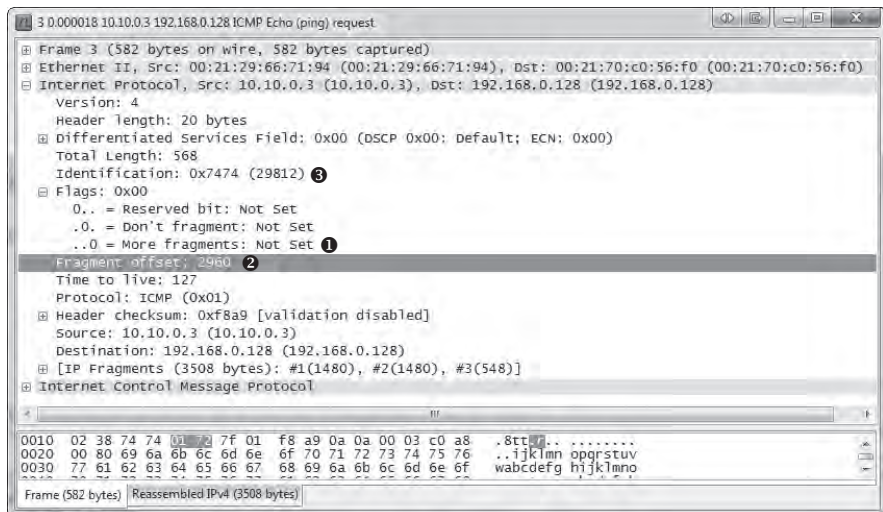 3 0.000018 10.10.0.3 192.168.0.128 ICMP Echo (ping) request
Frame 3 (582 bytes on wire, 582 bytes captured)
Ethernet II, Src: 00:21:29:66:71:94 (00:21:29:66:71:94), Dst: 00:21:70:c0:56:f0 (00:21:70:c0:56:f0)
Internet Protocol, Src: 10.10.0.3 (10.10.0.3), Dst: 192.168.0.128 (192.168.0.128)
Version: 4
Header length: 20 bytes
Differentiated Services Field: 0x00 (DSCP 0x00: Default; ECN: 0x00)
Total Length: 568
Identification: 0x7474 (29812) ❸
Flags: 0x00
0.. = Reserved bit: Not Set
.0. = Don't fragment: Not Set
..0 = More fragments: Not Set ❶
Fragment offset: 2960 ❷
Time to live: 127
Protocol: ICMP (0x01)
Header checksum: 0xf8a9 [validation disabled]
Source: 10.10.0.3 (10.10.0.3)
Destination: 192.168.0.128 (192.168.0.128)
[IP Fragments (3508 bytes): #1(1480), #2(1480), #3(548)]
Internet Control Message Protocol
0010 02 38 74 74 01 72 7f 01 f8 a9 0a 0a 00 03 c0 a8 .8tt.r.. ........
0020 00 80 69 6a 6b 6c 6d 6e 6f 70 71 72 73 74 75 76 ..ijklmn opqrstuv
0030 77 61 62 63 64 65 66 67 68 69 6a 6b 6c 6d 6e 6f wabcdefg hijklmno
Frame (582 bytes) Reassembled IPv4 (3508 bytes)